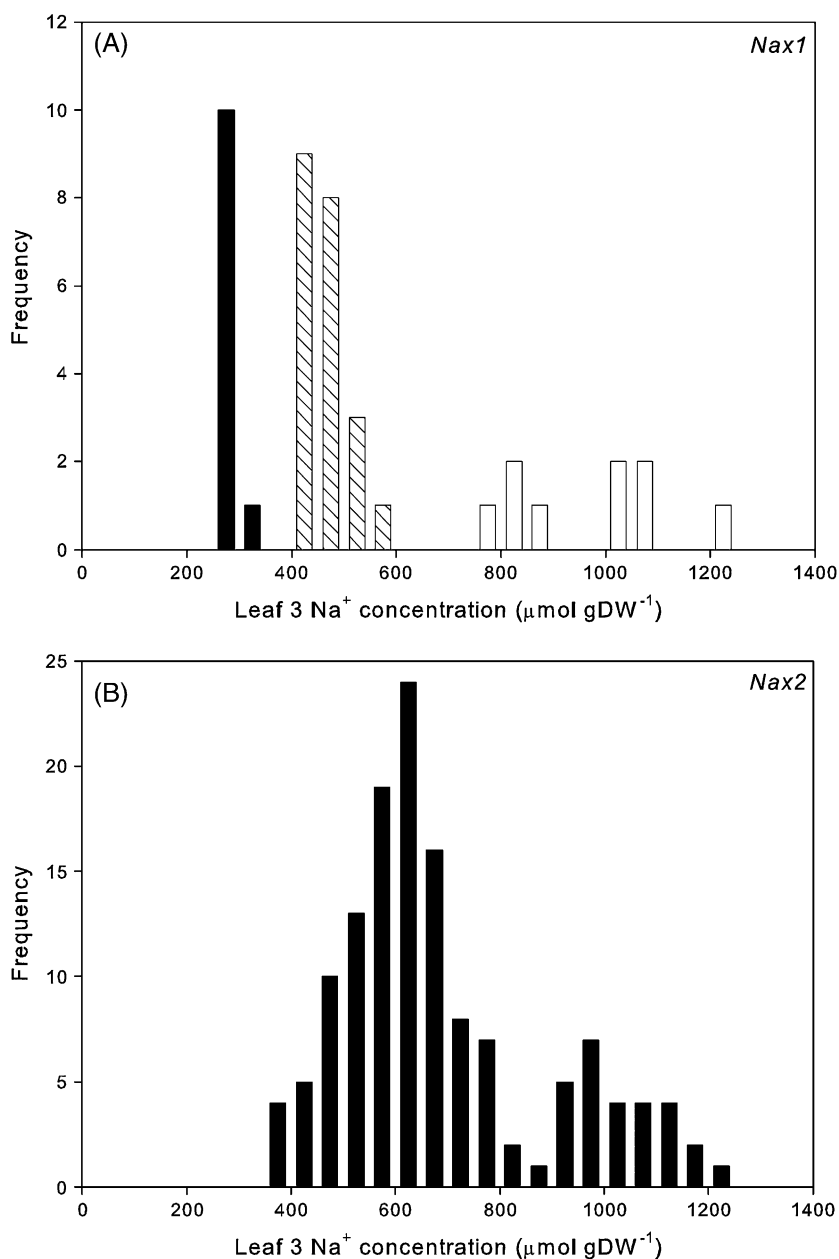 (A)
Nax1
12
10
8
6
4
2
0
Frequency
0 200 400 600 800 1000 1200 1400
Leaf 3 Na⁺ concentration (μmol gDW⁻¹)
(B)
Nax2
25
20
15
10
5
0
Frequency
0 200 400 600 800 1000 1200 1400
Leaf 3 Na⁺ concentration (μmol gDW⁻¹)